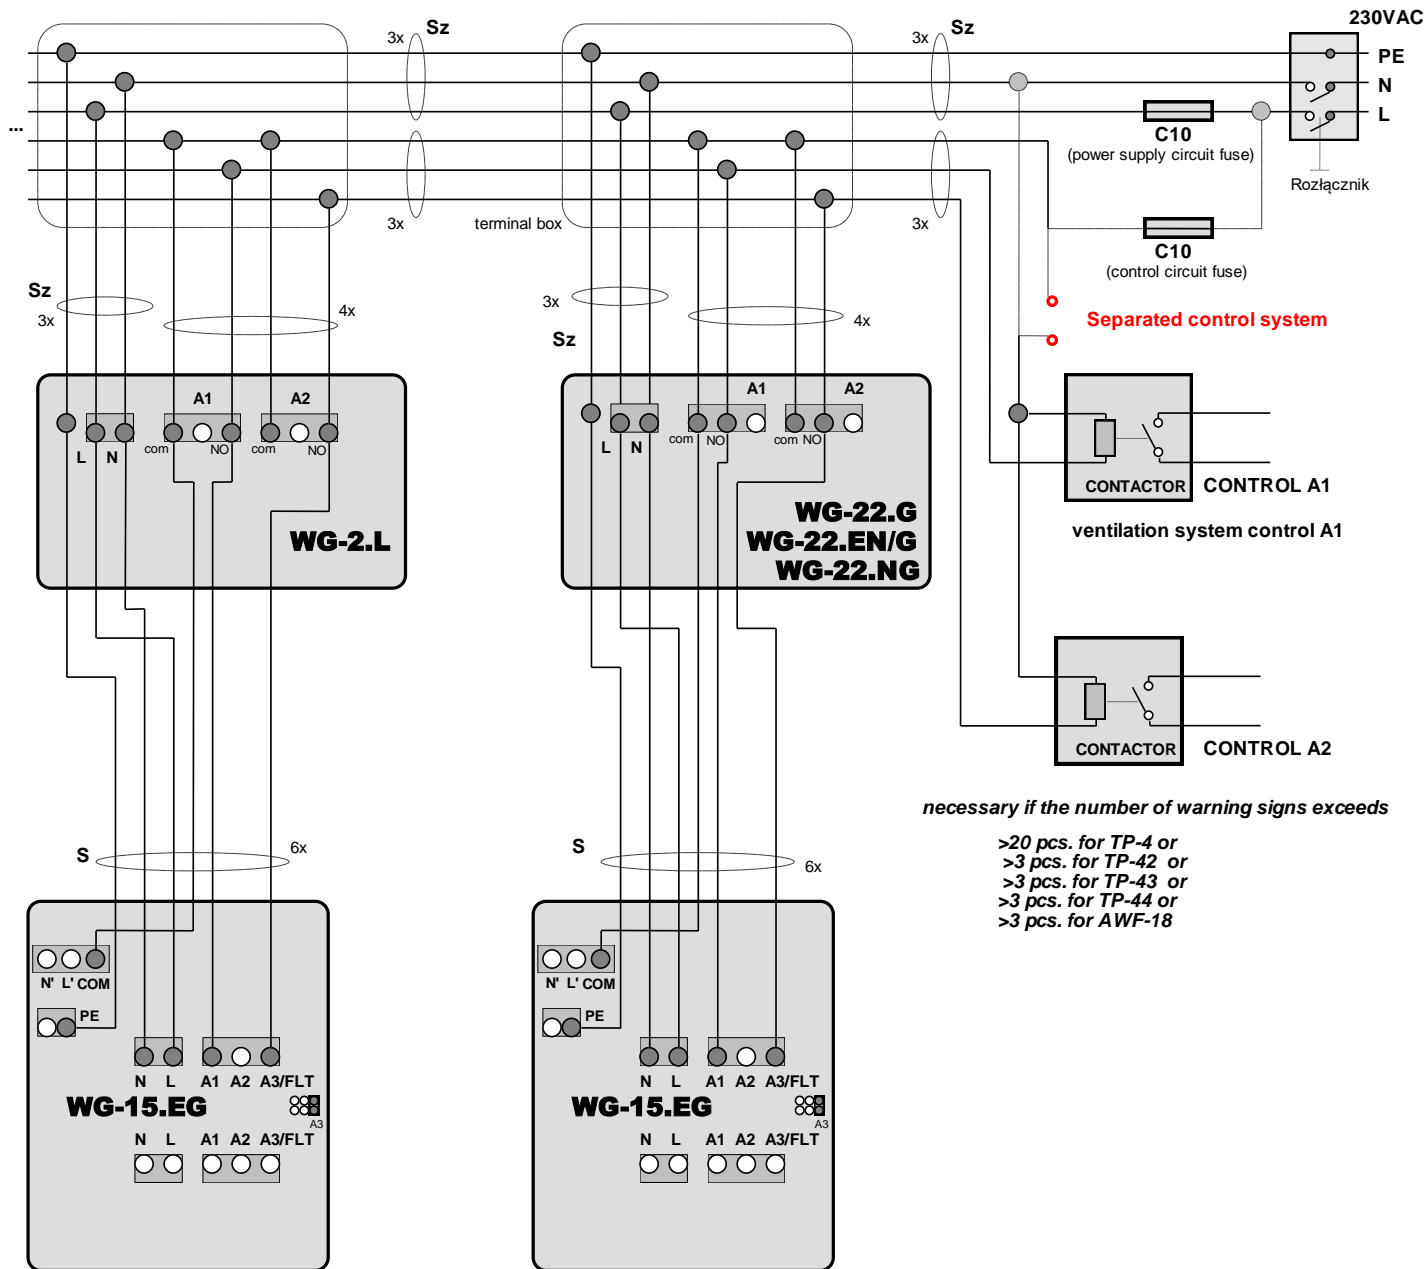 230VAC
Sz
3x
Sz
3x
PE
N
L
...
C10
(power supply circuit fuse)
Rozłącznik
3x
terminal box
3x
C10
(control circuit fuse)
Sz
3x
4x
3x
4x
Sz
Separated control system
A1
A2
L N
com
NO
com
NO
WG-2.L
A1
A2
L N
com NO
com NO
WG-22.G
WG-22.EN/G
WG-22.NG
CONTACTOR
CONTROL A1
ventilation system control A1
CONTACTOR
CONTROL A2
necessary if the number of warning signs exceeds
>20 pcs. for TP-4 or
>3 pcs. for TP-42 or
>3 pcs. for TP-43 or
>3 pcs. for TP-44 or
>3 pcs. for AWF-18
S
6x
S
6x
N' L' COM
PE
N L A1 A2 A3/FLT
WG-15.EG
A3
N L A1 A2 A3/FLT
N' L' COM
PE
N L A1 A2 A3/FLT
WG-15.EG
A3
N L A1 A2 A3/FLT